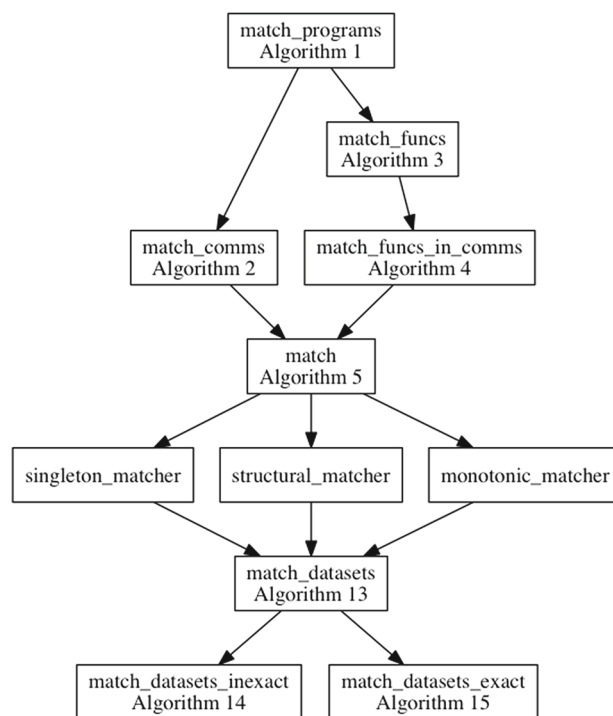 match_programs
Algorithm 1
match_funcs
Algorithm 3
match_comms
Algorithm 2
match_funcs_in_comms
Algorithm 4
match
Algorithm 5
singleton_matcher
structural_matcher
monotonic_matcher
match_datasets
Algorithm 13
match_datasets_inexact
Algorithm 14
match_datasets_exact
Algorithm 15